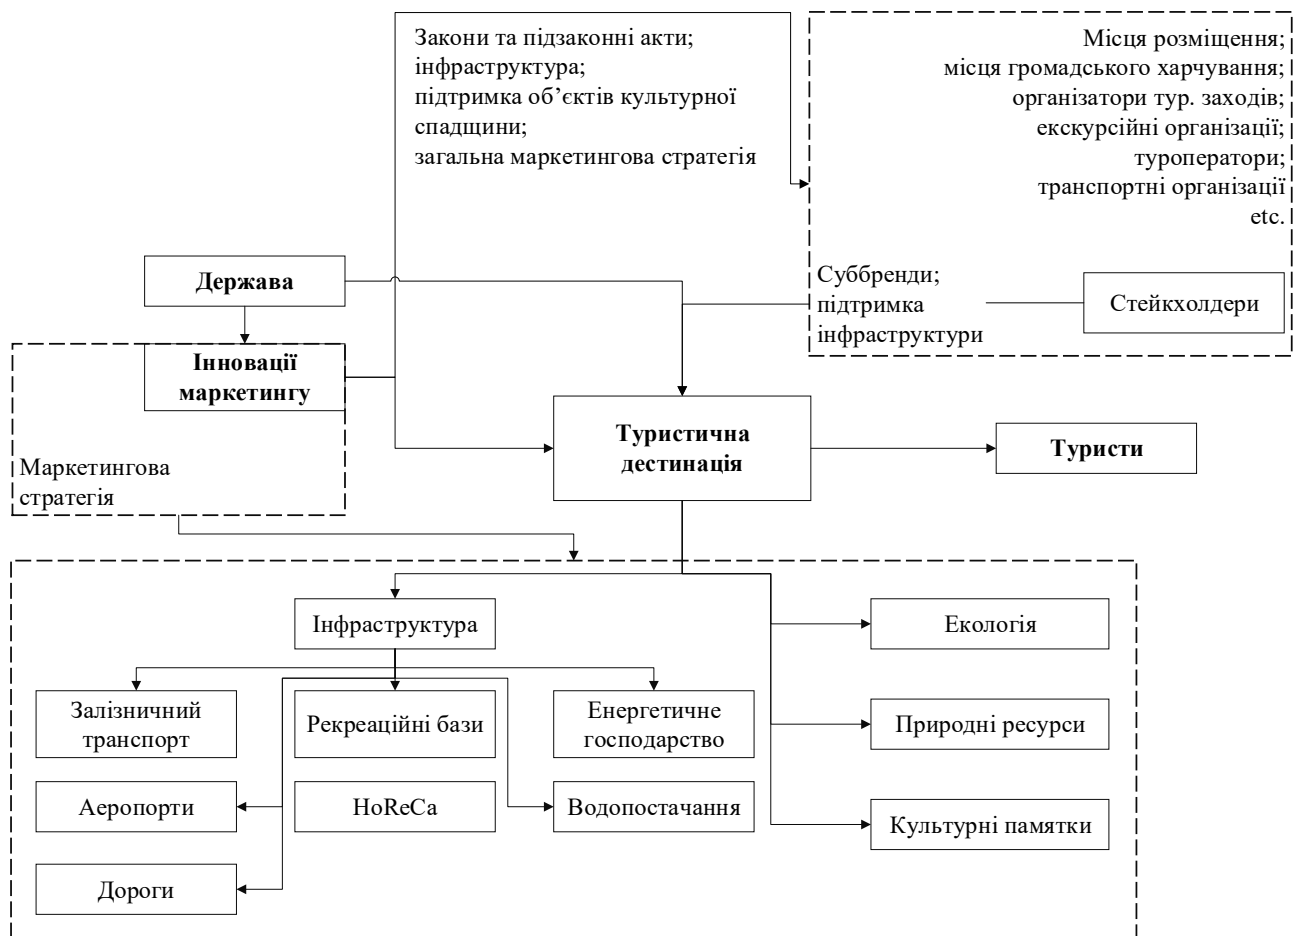 Закони та підзаконні акти;
інфраструктура;
підтримка об’єктів культурної
спадщини;
загальна маркетингова стратегія
Місця розміщення;
місця громадського харчування;
організатори тур. заходів;
екскурсійні організації;
туроператори;
транспортні організації
etc.
Держава
Суббренди;
підтримка
інфраструктури
Стейкхолдери
Інновації
маркетингу
Маркетингова
стратегія
Туристична
дестинація
Туристи
Інфраструктура
Екологія
Залізничний
транспорт
Рекреаційні бази
Енергетичне
господарство
Природні ресурси
Аеропорти
HoReCa
Водопостачання
Культурні памятки
Дороги